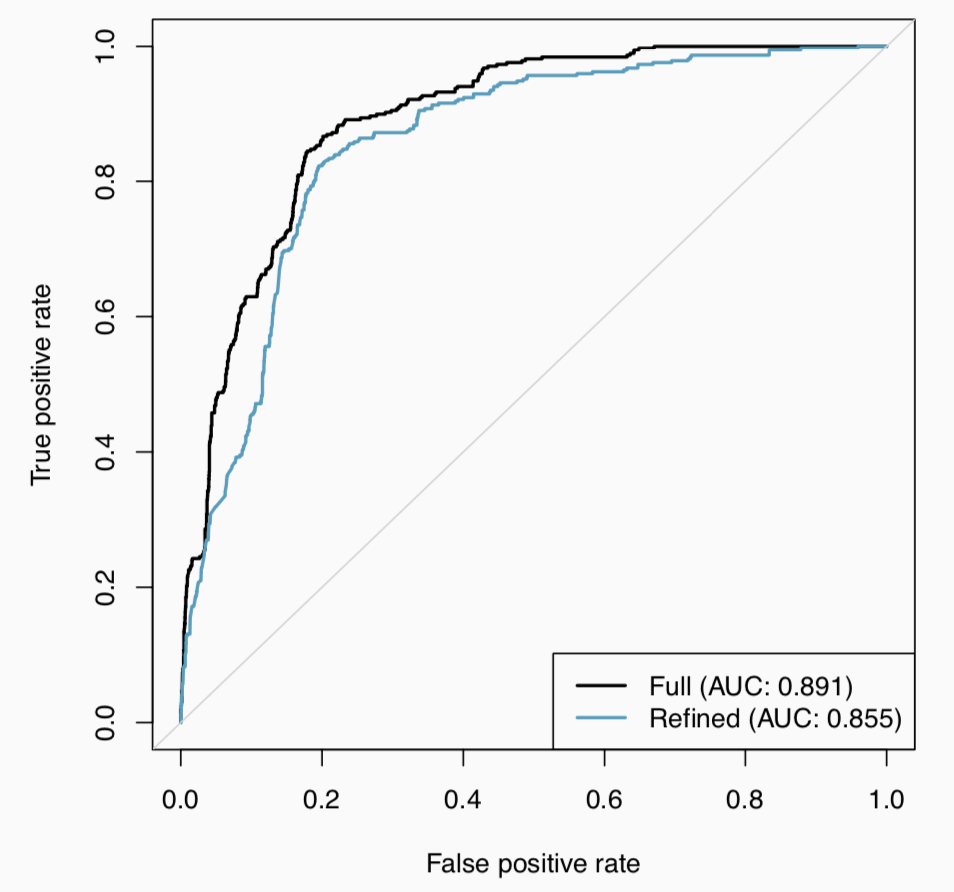 1.0
0.8
0.6
0.4
0.2
0.0
True positive rate
Full (AUC: 0.891)
Refined (AUC: 0.855)
0.0 0.2 0.4 0.6 0.8 1.0
False positive rate